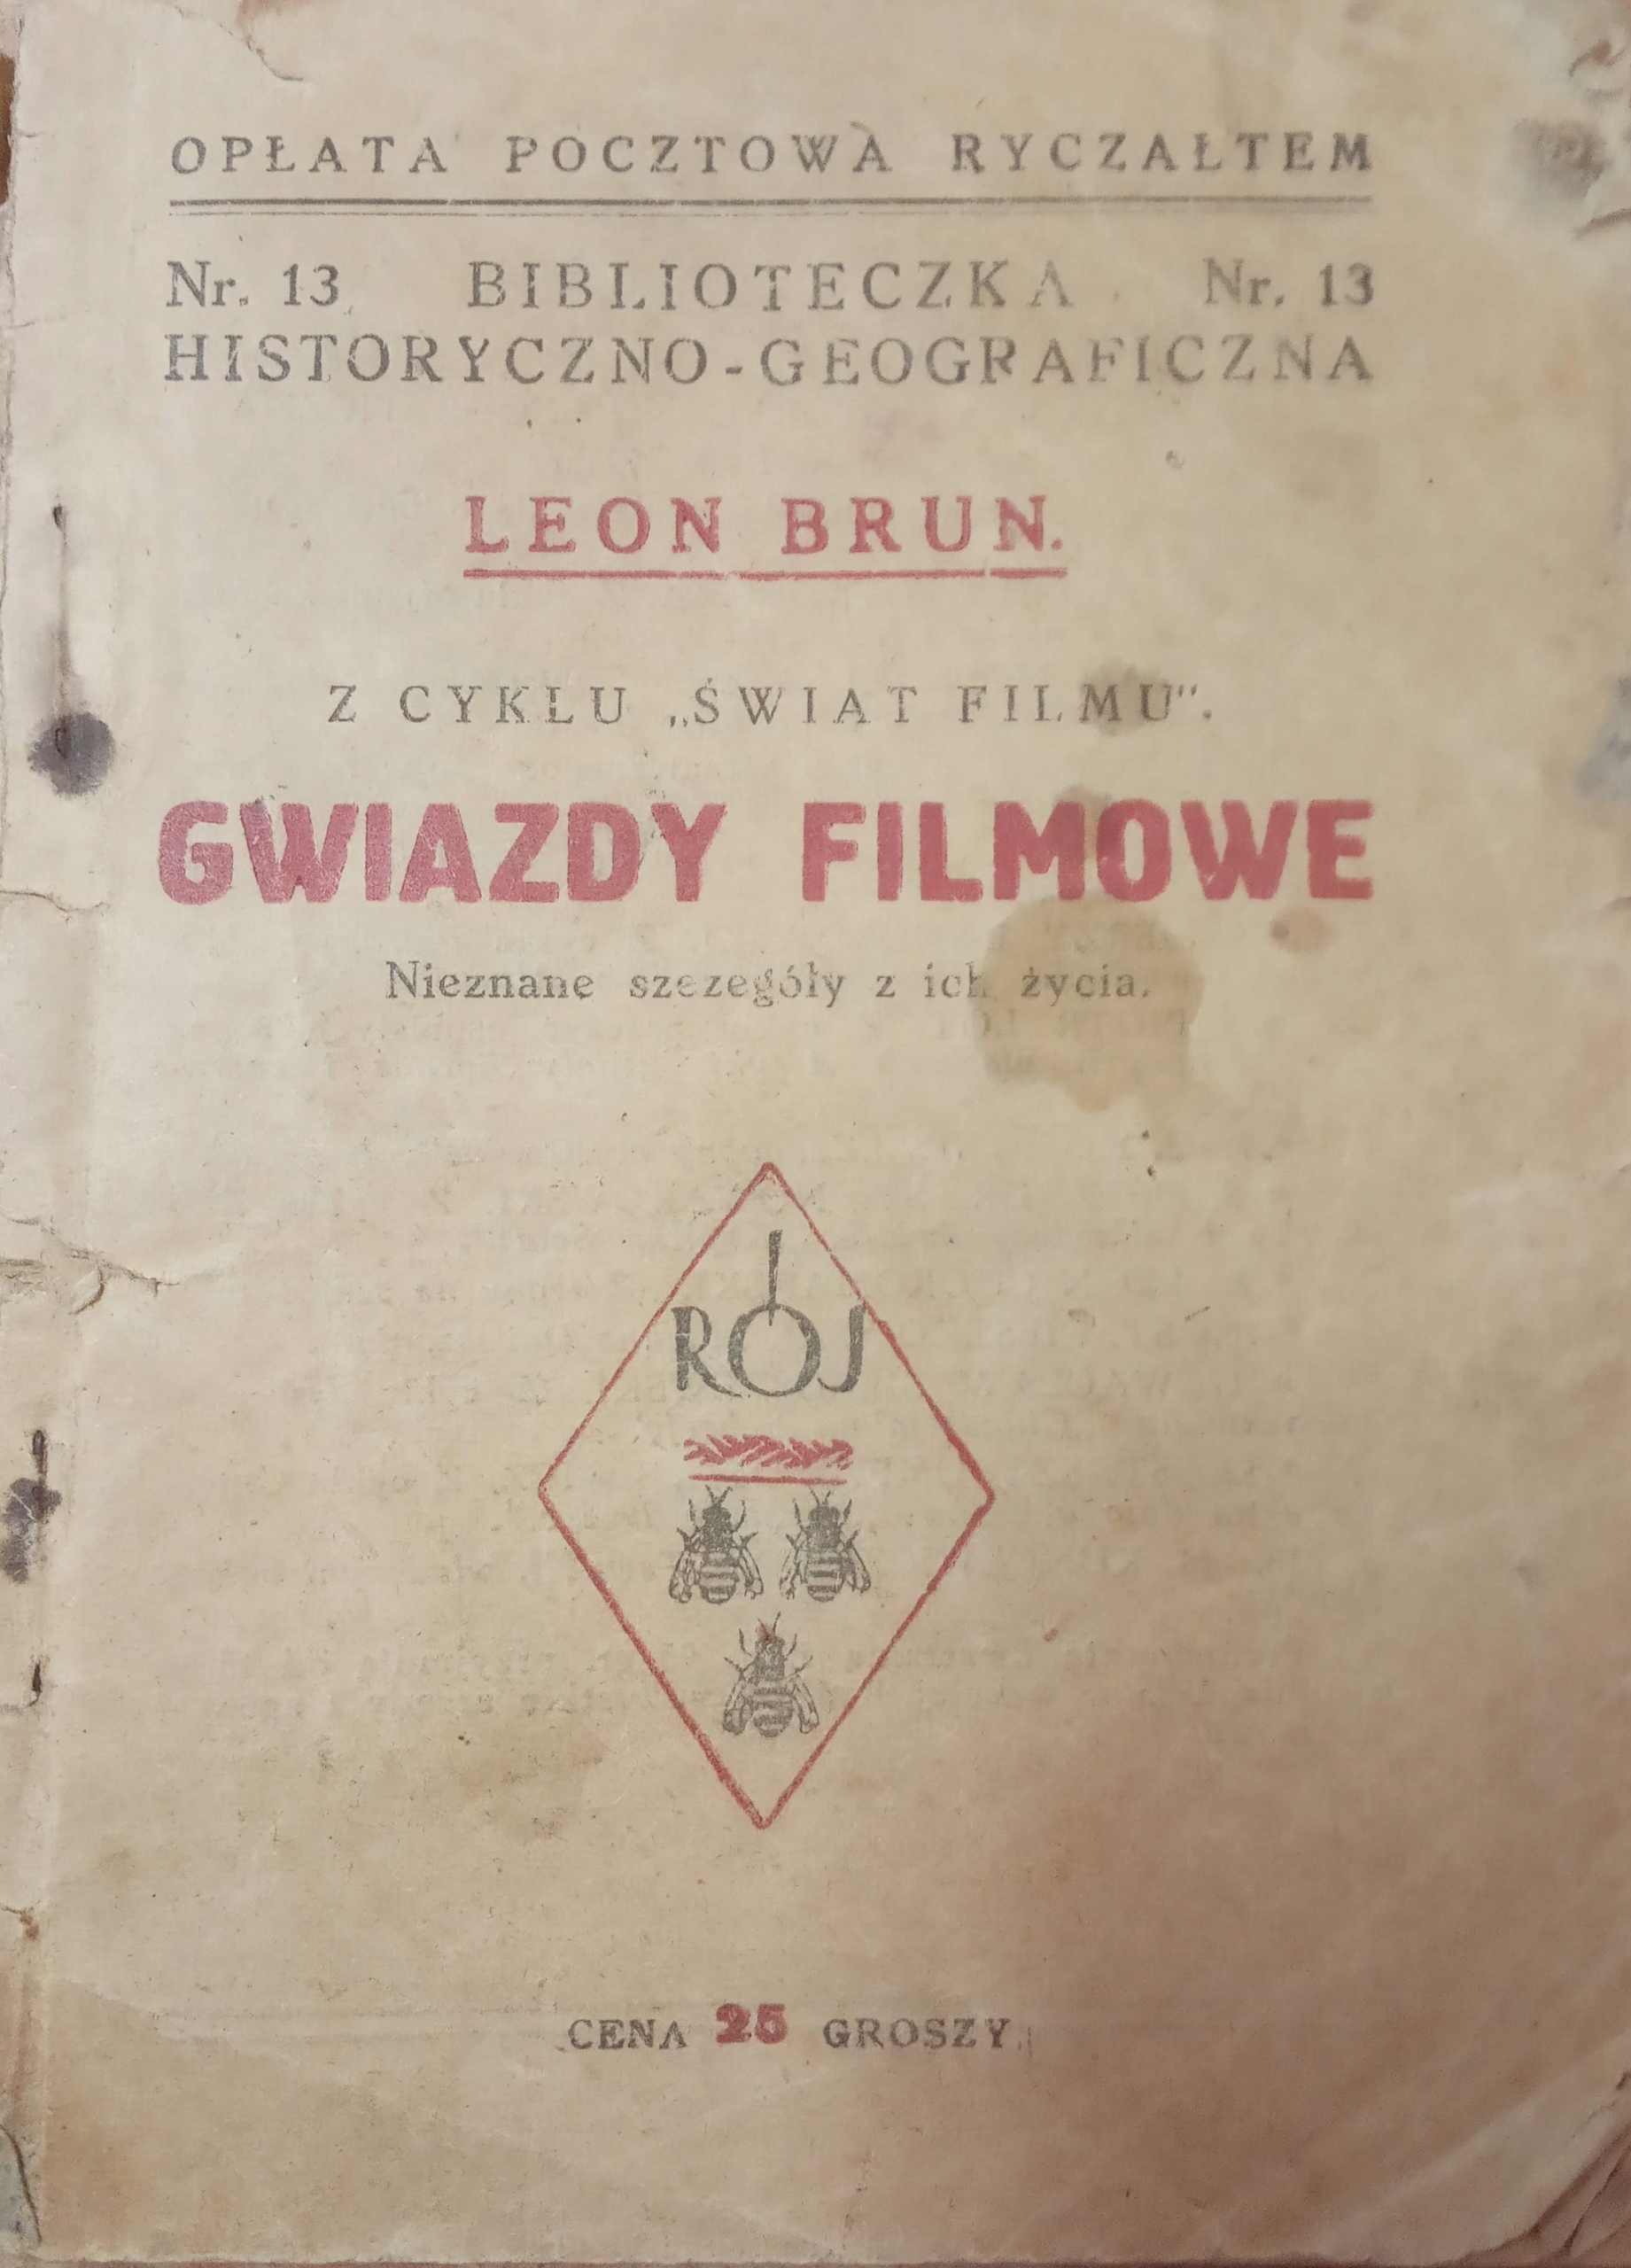 OPŁATA POCZTOWA RYCZAŁTEM
Nr. 13 BIBLIOTECZKA Nr. 13
HISTORYCZNO-GEOGRAFICZNA
LEON BRUN.
Z CYKLU „ŚWIAT FILMU".
GWIAZDY FILMOWE
Nieznane szczegóły z ich życia.
RÓJ
CENA 25 GROSZY.